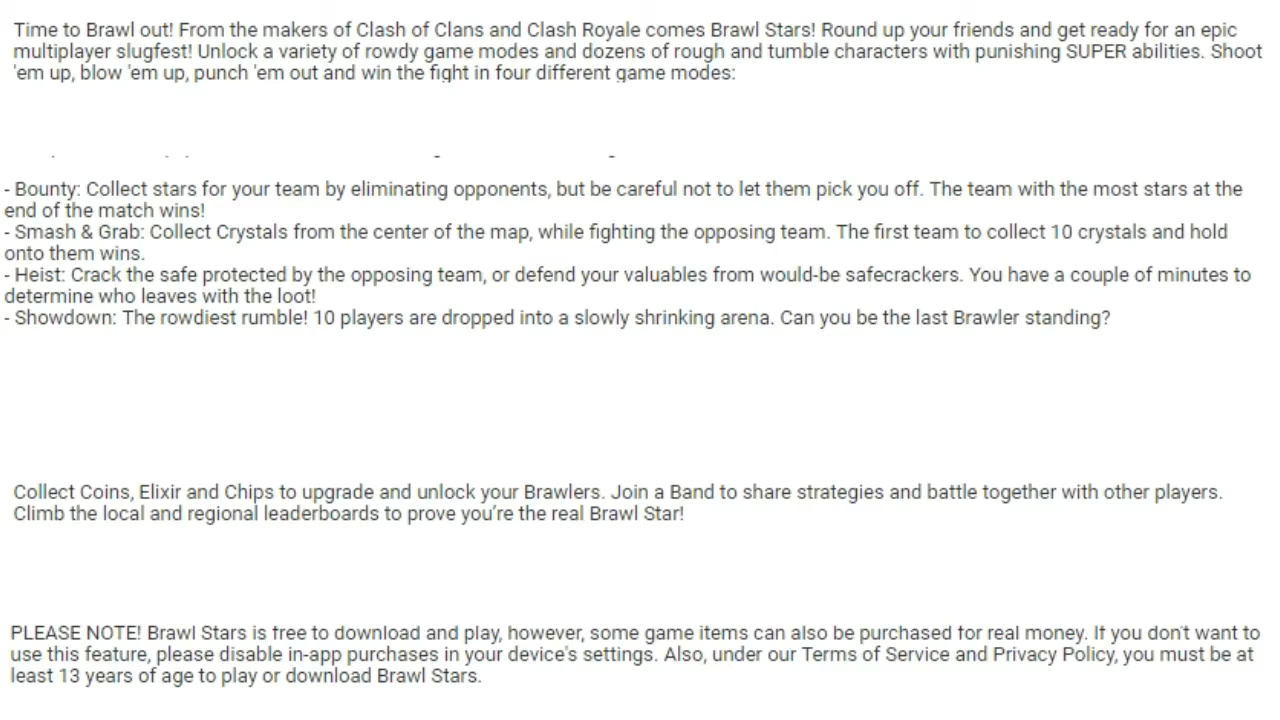 Time to Brawl out! From the makers of Clash of Clans and Clash Royale comes Brawl Stars! Round up your friends and get ready for an epic
multiplayer slugfest! Unlock a variety of rowdy game modes and dozens of rough and tumble characters with punishing SUPER abilities. Shoot
'em up, blow 'em up, punch 'em out and win the fight in four different game modes:
- Bounty: Collect stars for your team by eliminating opponents, but be careful not to let them pick you off. The team with the most stars at the
end of the match wins!
- Smash & Grab: Collect Crystals from the center of the map, while fighting the opposing team. The first team to collect 10 crystals and hold
onto them wins.
- Heist: Crack the safe protected by the opposing team, or defend your valuables from would-be safecrackers. You have a couple of minutes to
determine who leaves with the loot!
- Showdown: The rowdiest rumble! 10 players are dropped into a slowly shrinking arena. Can you be the last Brawler standing?
Collect Coins, Elixir and Chips to upgrade and unlock your Brawlers. Join a Band to share strategies and battle together with other players.
Climb the local and regional leaderboards to prove you're the real Brawl Star!
PLEASE NOTE! Brawl Stars is free to download and play, however, some game items can also be purchased for real money. If you don't want to
use this feature, please disable in-app purchases in your device's settings. Also, under our Terms of Service and Privacy Policy, you must be at
least 13 years of age to play or download Brawl Stars.